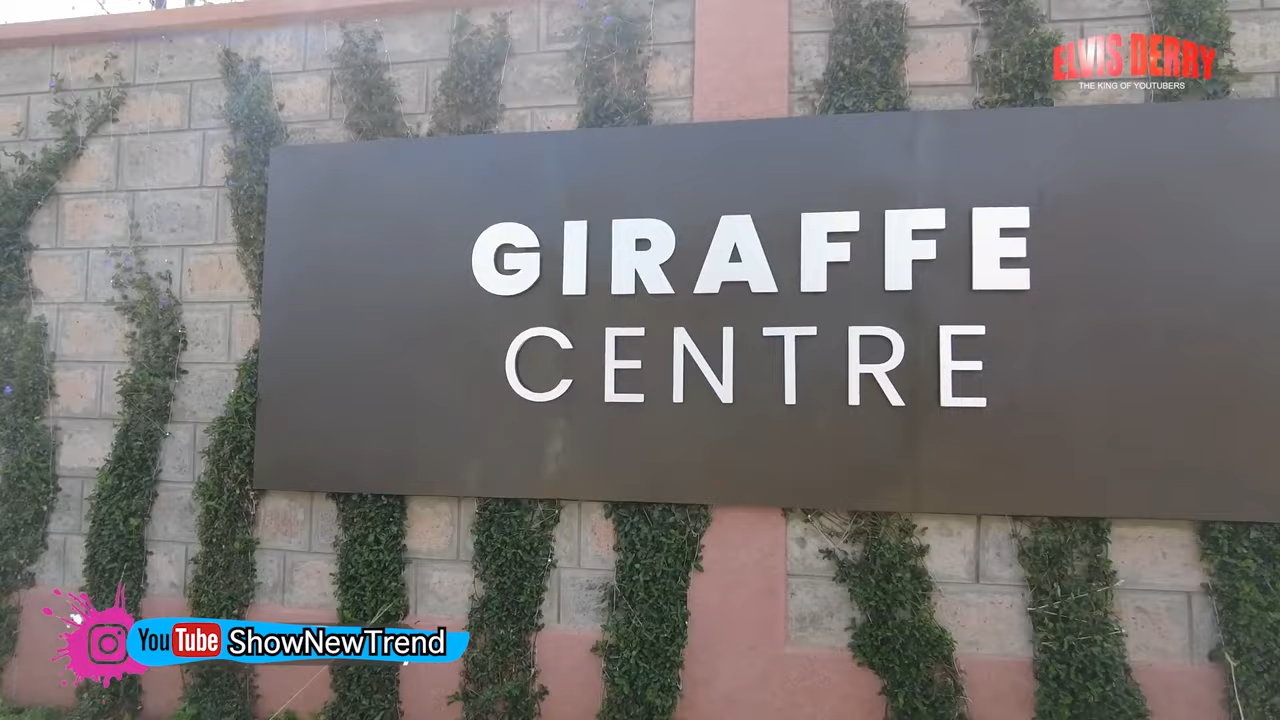 ELVIS DERRY
THE KING OF YOUTUBERS
GIRAFFE
CENTRE
YouTube ShowNewTrend